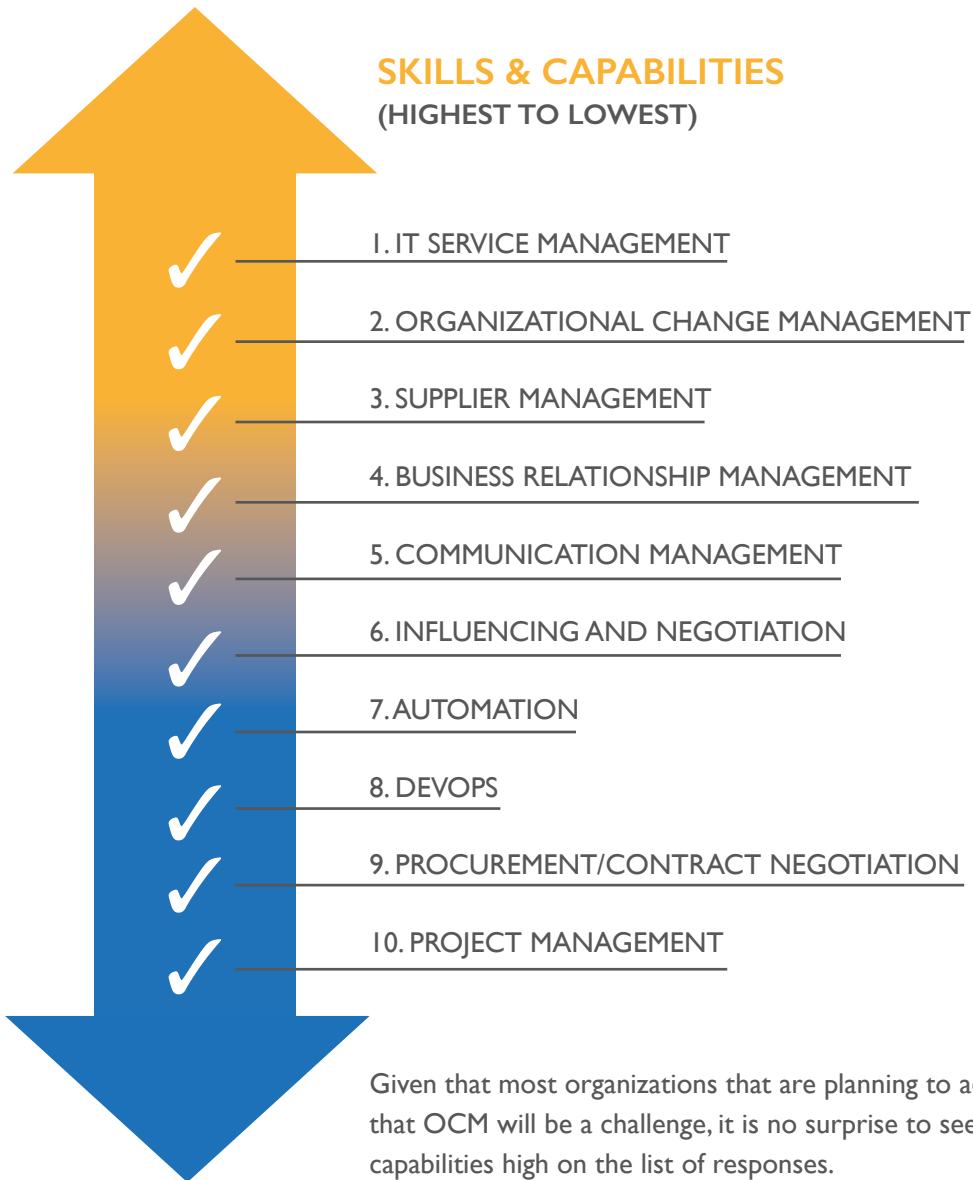 SKILLS & CAPABILITIES
(HIGHEST TO LOWEST)
1. IT SERVICE MANAGEMENT
2. ORGANIZATIONAL CHANGE MANAGEMENT
3. SUPPLIER MANAGEMENT
4. BUSINESS RELATIONSHIP MANAGEMENT
5. COMMUNICATION MANAGEMENT
6. INFLUENCING AND NEGOTIATION
7. AUTOMATION
8. DEVOPS
9. PROCUREMENT/CONTRACT NEGOTIATION
10. PROJECT MANAGEMENT
Given that most organizations that are planning to
that OCM will be a challenge, it is no surprise to see
capabilities high on the list of responses.